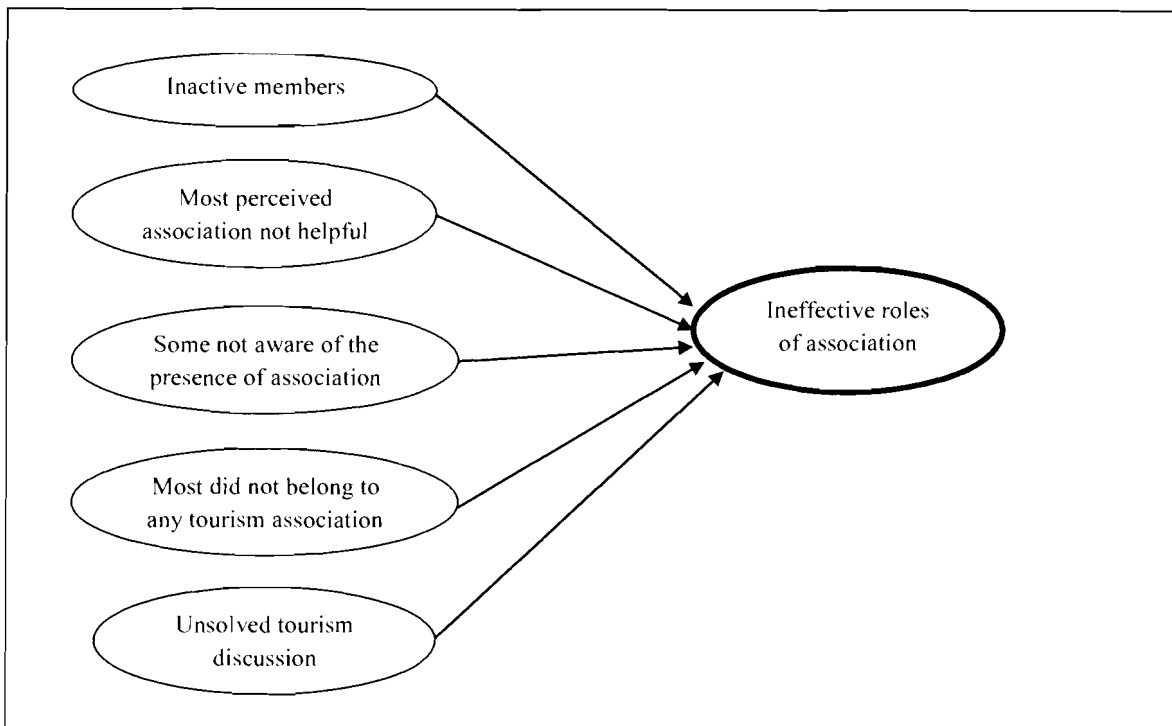 Inactive members
Most perceived
association not helpful
Some not aware of the
presence of association
Most did not belong to
any tourism association
Unsolved tourism
discussion
Ineffective roles
of association